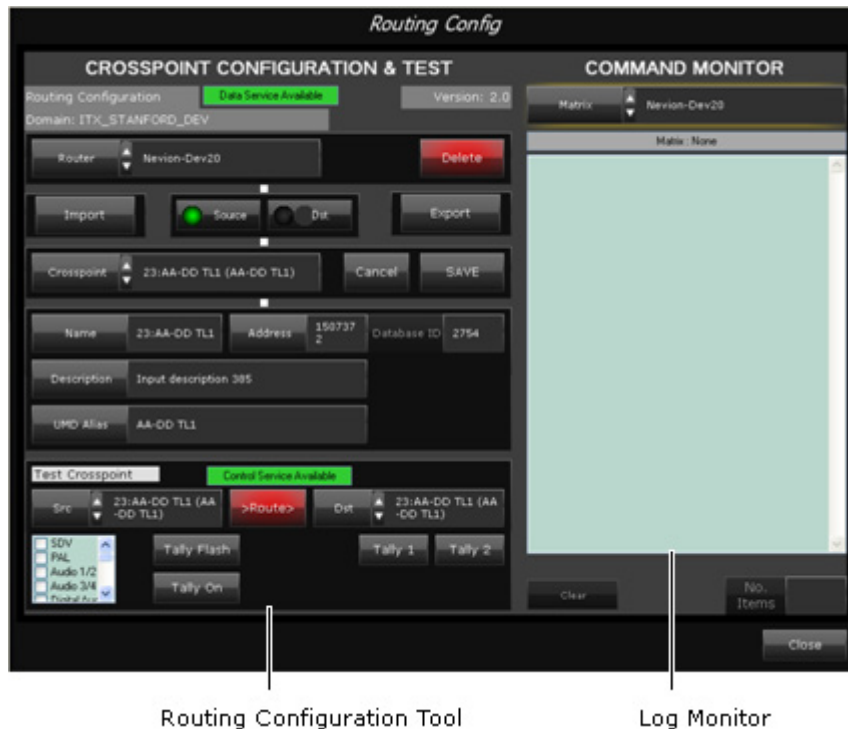 Routing Config
CROSSPOINT CONFIGURATION & TEST
COMMAND MONITOR
Routing Configuration
Data Service Available
Version: 2.0
Domain: ITX_STANFORD_DEV
Matrix
Nevion-Dev20
Matrix : None
Router
Nevion-Dev20
Delete
Import
Source
Dst
Export
Crosspoint
23:AA-DD TL1 (AA-DD TL1)
Cancel
SAVE
Name
23:AA-DD TL1
Address
150737
2
Database ID
2754
Description
Input description 385
UMD Alias
AA-DD TL1
Test Crosspoint
Control Service Available
Src
23:AA-DD TL1 (AA
-DD TL1)
>Route>
Dst
23:AA-DD TL1 (AA
-DD TL1)
SDV
PAL
Audio 1/2
Audio 3/4
Tally Flash
Tally 1
Tally 2
Tally On
Clear
No.
Items
Close
Routing Configuration Tool
Log Monitor